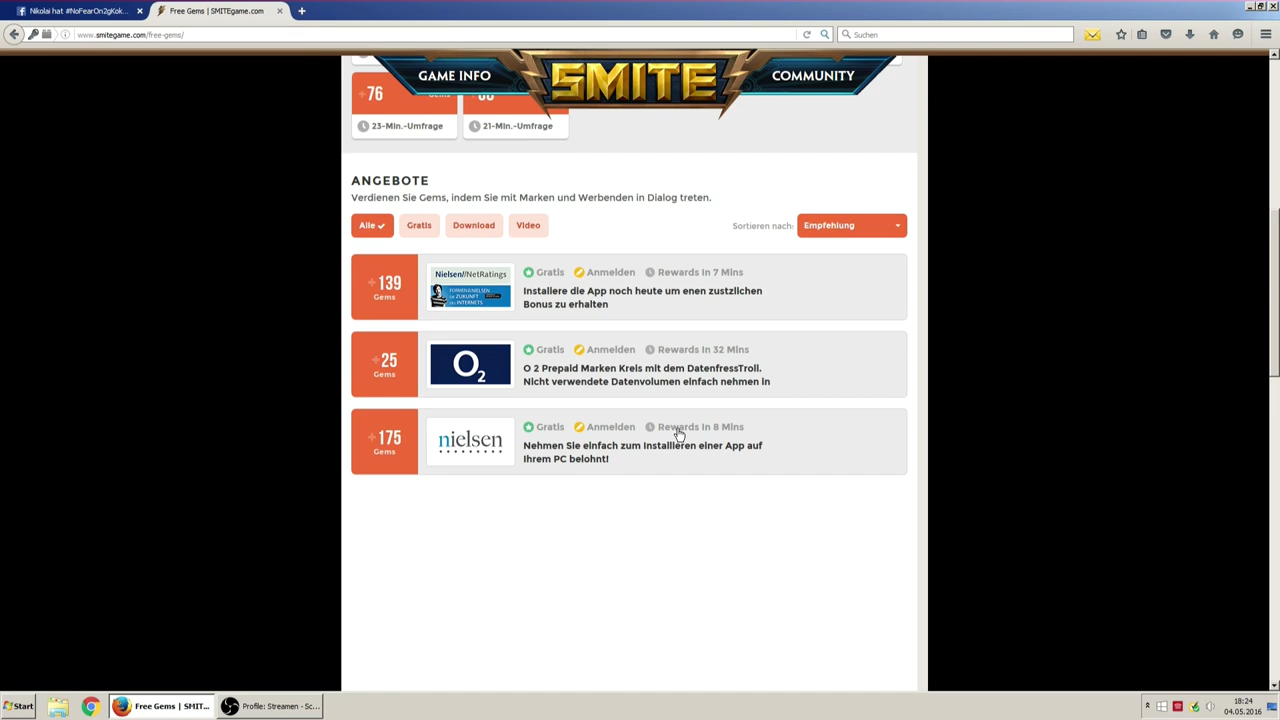 Nikolai hat #NoFearOn2gKok...
Free Gems | SMITEgame.com
www.smitegame.com/free-gems/
Suchen
GAME INFO
SMITE
COMMUNITY
+76
Gems
23-Min.-Umfrage
21-Min.-Umfrage
ANGEBOTE
Verdienen Sie Gems, indem Sie mit Marken und Werbenden in Dialog treten.
Alle
Gratis
Download
Video
Sortieren nach:
Empfehlung
+139
Gems
Nielsen//NetRatings
ZUKUNFT
INTERNETS
Gratis
Anmelden
Rewards in 7 Mins
Installere die App noch heute um enen zustzlichen
Bonus zu erhalten
+25
Gems
O2
Gratis
Anmelden
Rewards in 32 Mins
O 2 Prepaid Marken Kreis mit dem DatenfressTroll.
Nicht verwendete Datenvolumen einfach nehmen in
+175
Gems
nielsen
Gratis
Anmelden
Rewards in 8 Mins
Nehmen Sie einfach zum Installieren einer App auf
Ihrem PC belohnt!
Start
Free Gems | SMIT...
Profile: Streamen - Sc...
18:24
04.05.2016